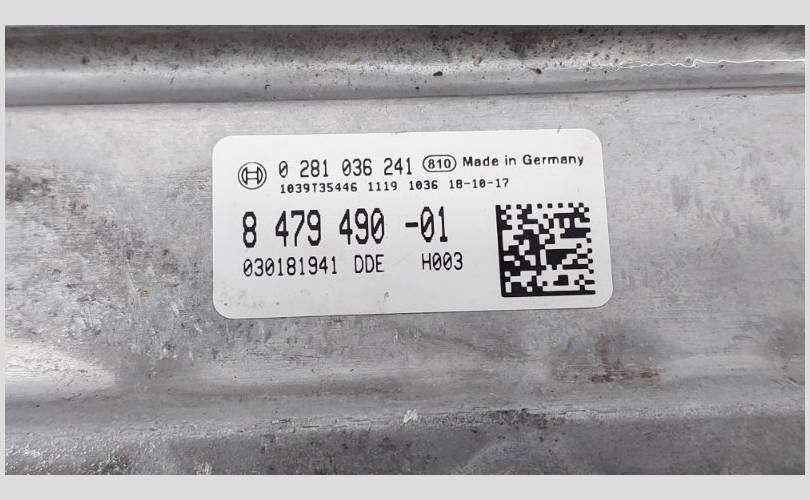 0 281 036 241 810 Made in Germany
1039T35446 1119 1036 18-10-17
8 479 490 -01
030181941 DDE H003